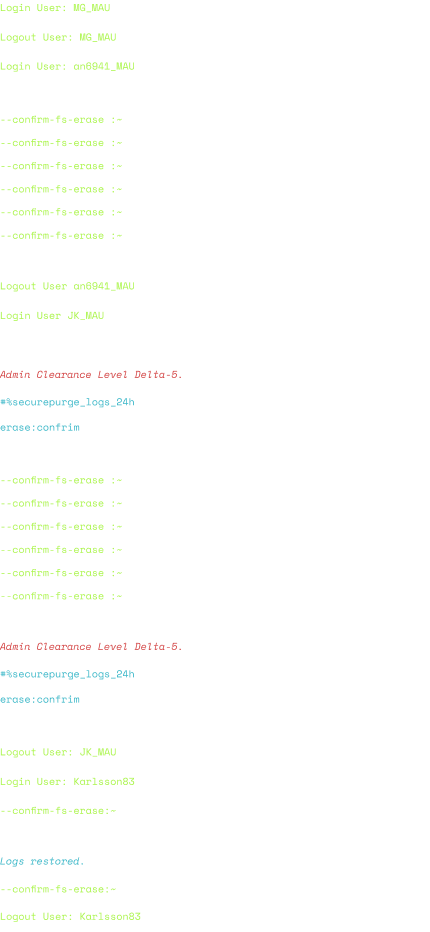 Login User: MG_MAU
Logout User: MG_MAU
Login User: an6941_MAU
--confirm-fs-erase :~
--confirm-fs-erase :~
--confirm-fs-erase :~
--confirm-fs-erase :~
--confirm-fs-erase :~
--confirm-fs-erase :~
Logout User an6941_MAU
Login User JK_MAU
Admin Clearance Level Delta-5.
#%securepurge_logs_24h
erase:confrim
--confirm-fs-erase :~
--confirm-fs-erase :~
--confirm-fs-erase :~
--confirm-fs-erase :~
--confirm-fs-erase :~
--confirm-fs-erase :~
Admin Clearance Level Delta-5.
#%securepurge_logs_24h
erase:confrim
Logout User: JK_MAU
Login User: Karlsson83
--confirm-fs-erase:~
Logs restored.
--confirm-fs-erase:~
Logout User: Karlsson83